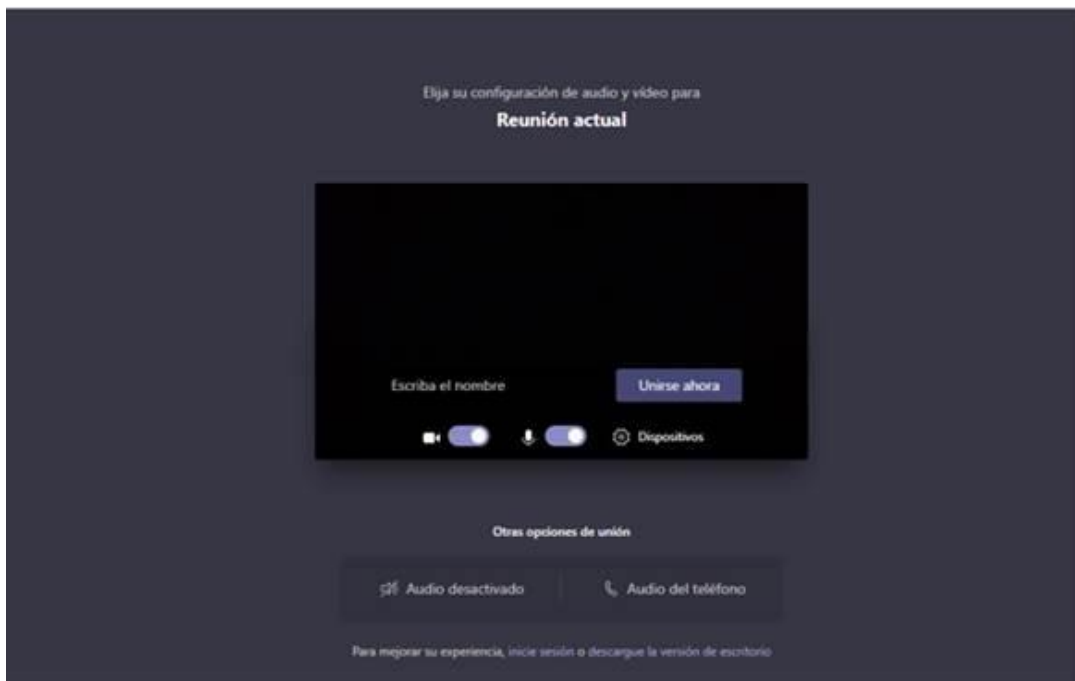 Elija su configuración de audio y vídeo para
Reunión actual
Escriba el nombre
Unirse ahora
Dispositivos
Otras opciones de unión
Audio desactivado
Audio del teléfono
Para mejorar su experiencia, inicie sesión o descargue la versión de escritorio